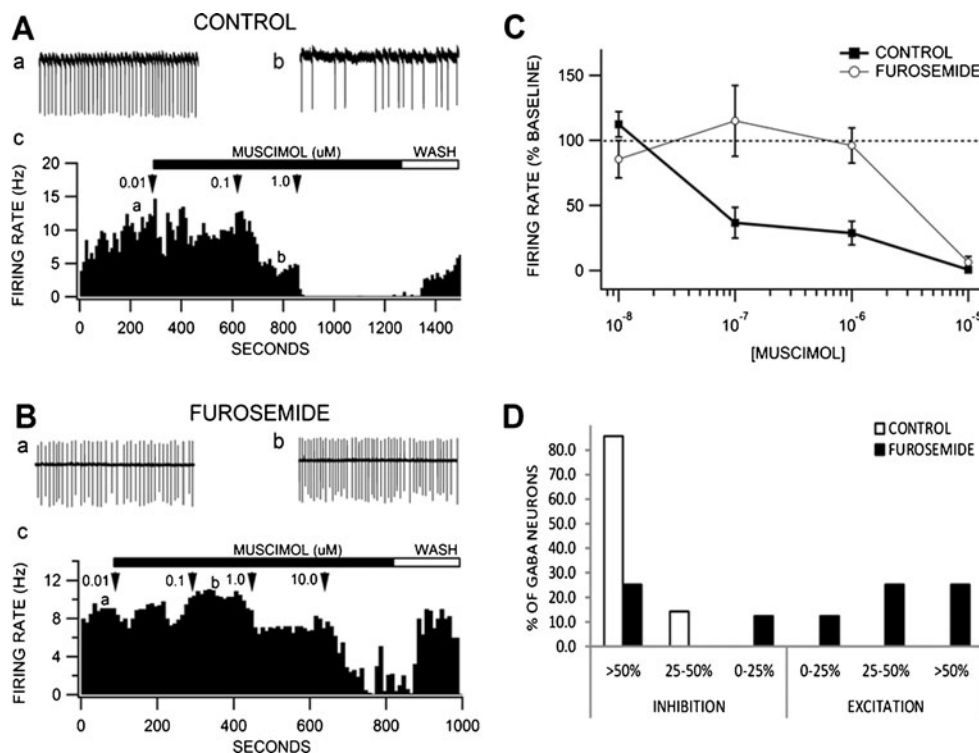 A
CONTROL
a
b
c
MUSCIMOL (uM)
WASH
0.01
0.1
1.0
a
b
FIRING RATE (Hz)
20
15
10
5
0
0 200 400 600 800 1000 1200 1400
SECONDS
B
FUROSEMIDE
a
b
c
MUSCIMOL (uM)
WASH
0.01
0.1
1.0
10.0
a
b
FIRING RATE (Hz)
12
8
4
0
0 200 400 600 800 1000
SECONDS
C
CONTROL
FUROSEMIDE
FIRING RATE (% BASELINE)
150
100
50
0
10-8 10-7 10-6 10-5
[MUSCIMOL]
D
CONTROL
FUROSEMIDE
% OF GABA NEURONS
80.0
70.0
60.0
50.0
40.0
30.0
20.0
10.0
0.0
>50% 25-50% 0-25% 0-25% 25-50% >50%
INHIBITION EXCITATION